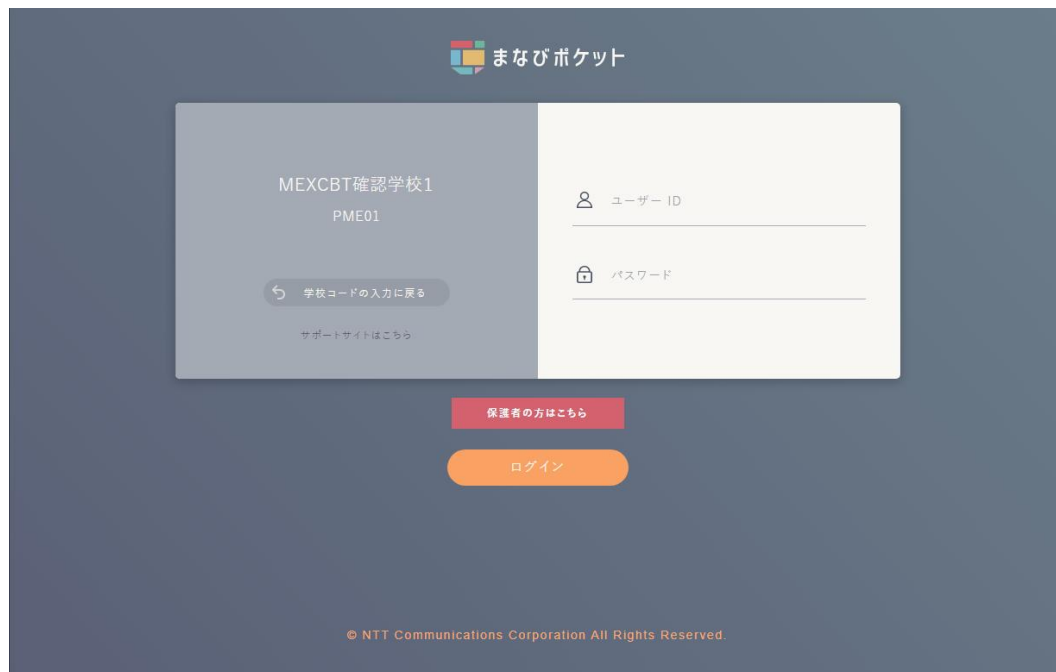 まなびポケット
MEXCBT確認学校1
PME01
学校コードの入力に戻る
サポートサイトはこちら
ユーザー ID
パスワード
保護者の方はこちら
ログイン
© NTT Communications Corporation All Rights Reserved.